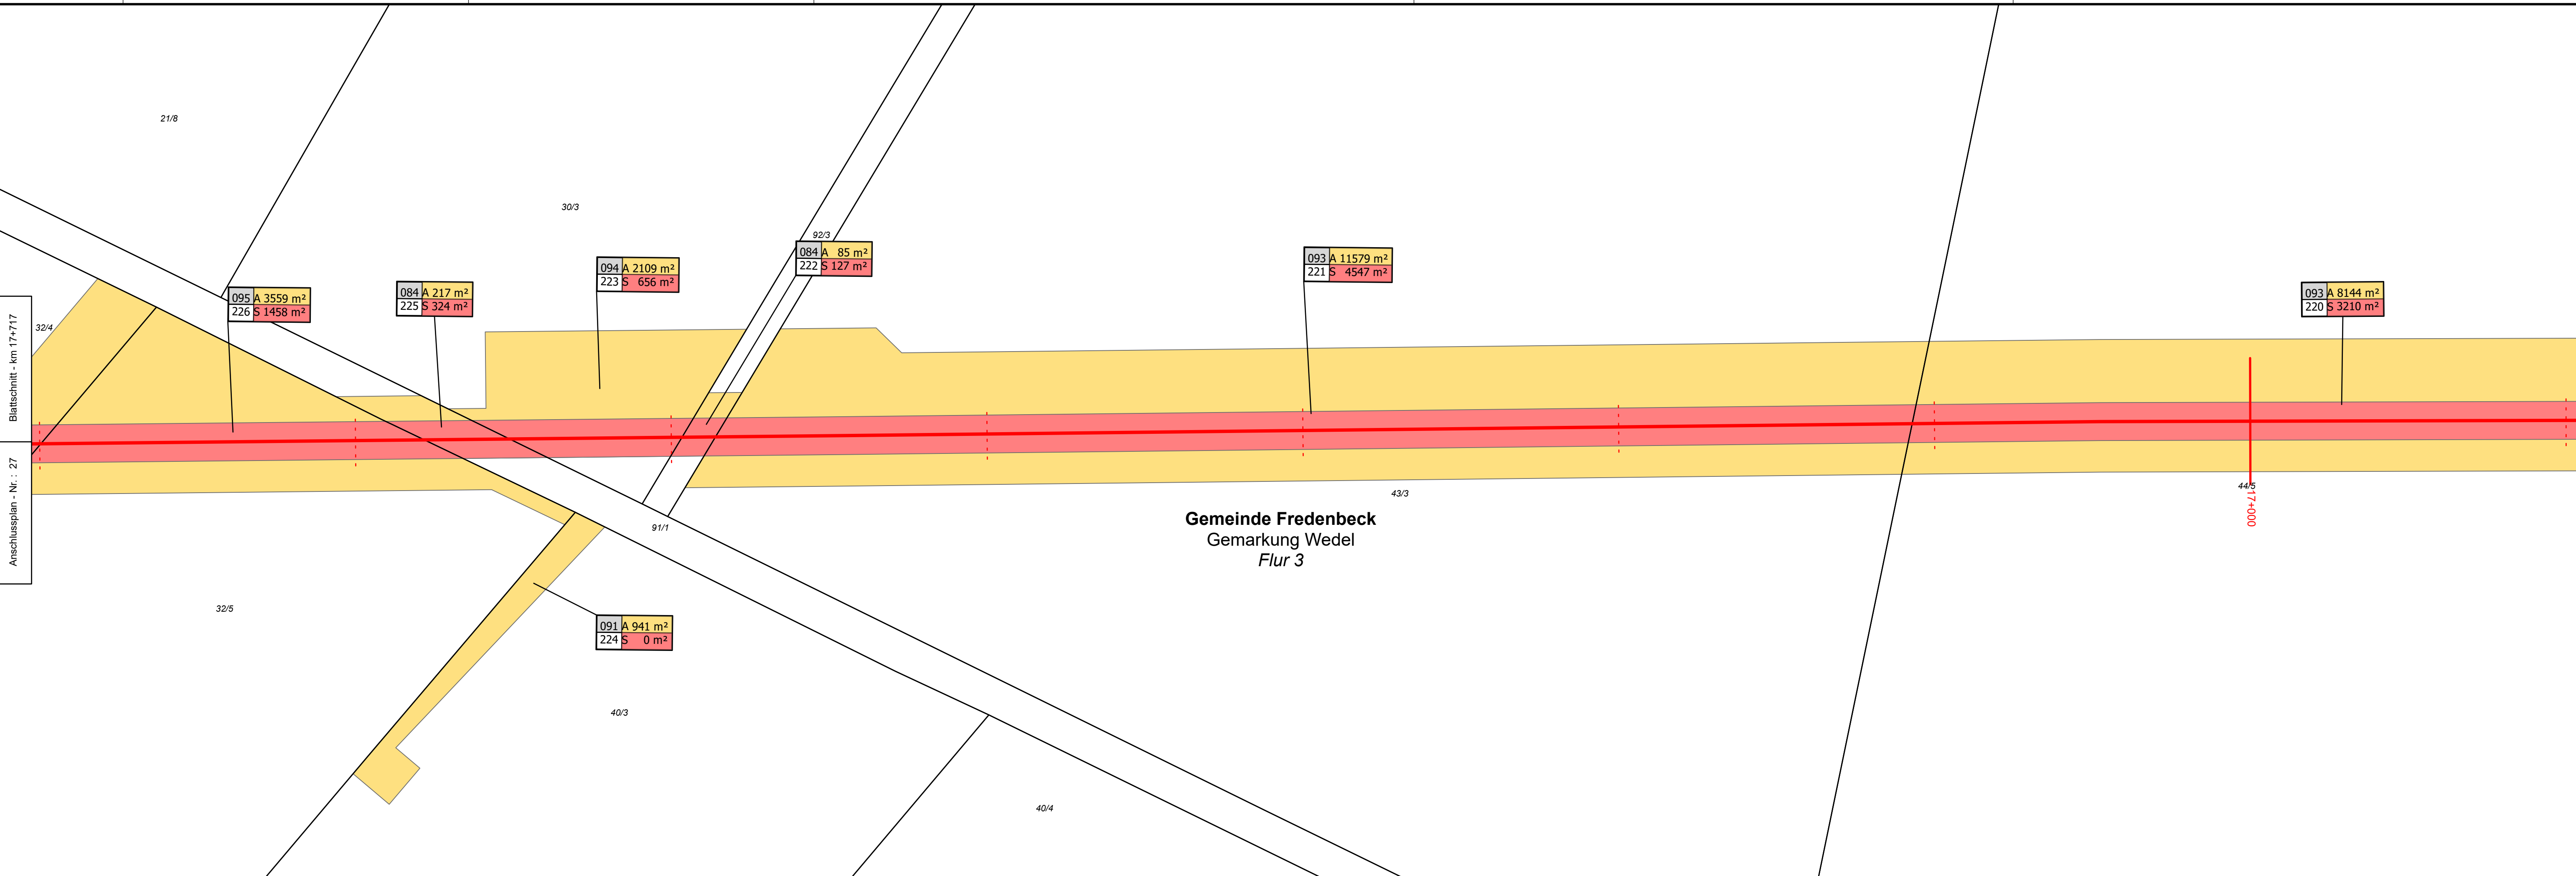 21/8
30/3
92/3
084 A 85 m²
222 S 127 m²
094 A 2109 m²
223 S 656 m²
093 A 11579 m²
221 S 4547 m²
095 A 3559 m²
226 S 1458 m²
084 A 217 m²
225 S 324 m²
093 A 8144 m²
220 S 3210 m²
32/4
Blattschnitt - km 17+717
Anschlussplan - Nr. : 27
43/3
44/5
17+000
Gemeinde Fredenbeck
Gemarkung Wedel
Flur 3
91/1
32/5
091 A 941 m²
224 S 0 m²
40/3
40/4